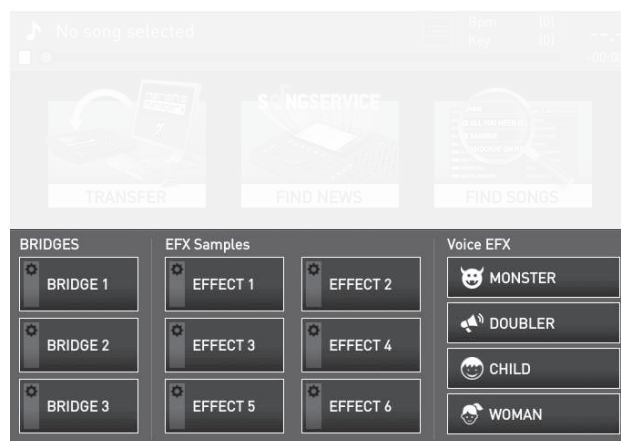 No song selected
Bpm (0)
Key (0)
SONGSERVICE
TRANSFER FIND NEWS FIND SONGS
BRIDGES EFX Samples Voice EFX
BRIDGE 1 EFFECT 1 EFFECT 2 MONSTER
DOUBLER
BRIDGE 2 EFFECT 3 EFFECT 4
CHILD
BRIDGE 3 EFFECT 5 EFFECT 6 WOMAN